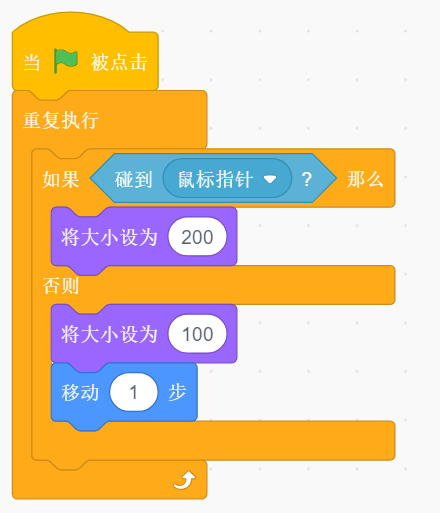 当 被点击
重复执行
如果 碰到 鼠标指针 ? 那么
将大小设为 200
否则
将大小设为 100
移动 1 步